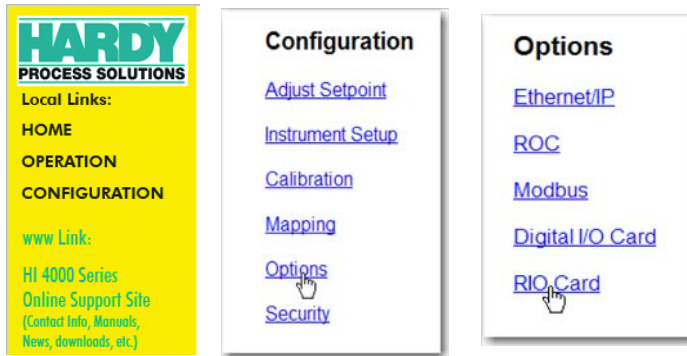 HARDY
PROCESS SOLUTIONS
Local Links:
HOME
OPERATION
CONFIGURATION
www Link:
HI 4000 Series
Online Support Site
(Contact Info, Manuals,
News, downloads, etc.)
Configuration
Adjust Setpoint
Instrument Setup
Calibration
Mapping
Options
Security
Options
Ethernet/IP
ROC
Modbus
Digital I/O Card
RIO Card